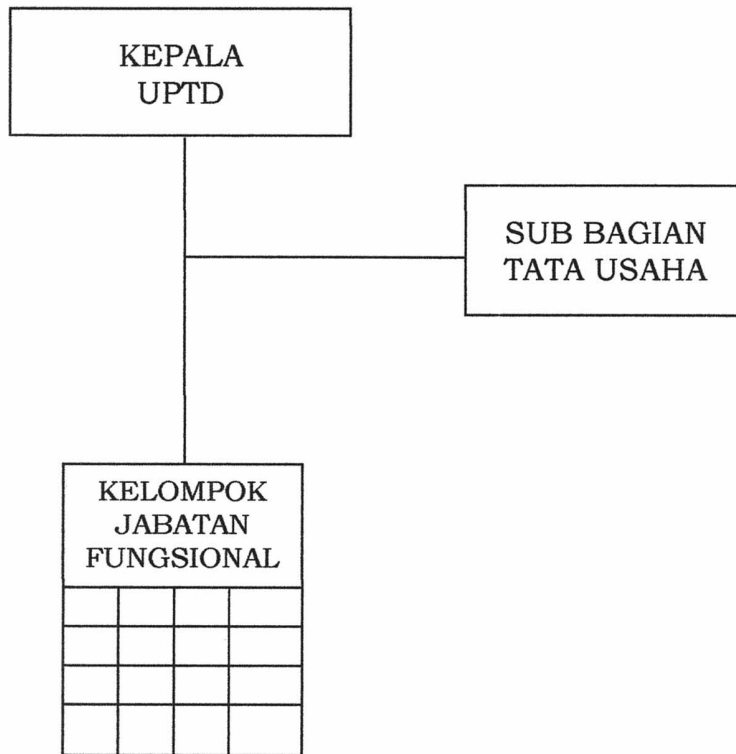 KEPALA
UPTD
SUB BAGIAN
TATA USAHA
KELOMPOK
JABATAN
FUNGSIONAL